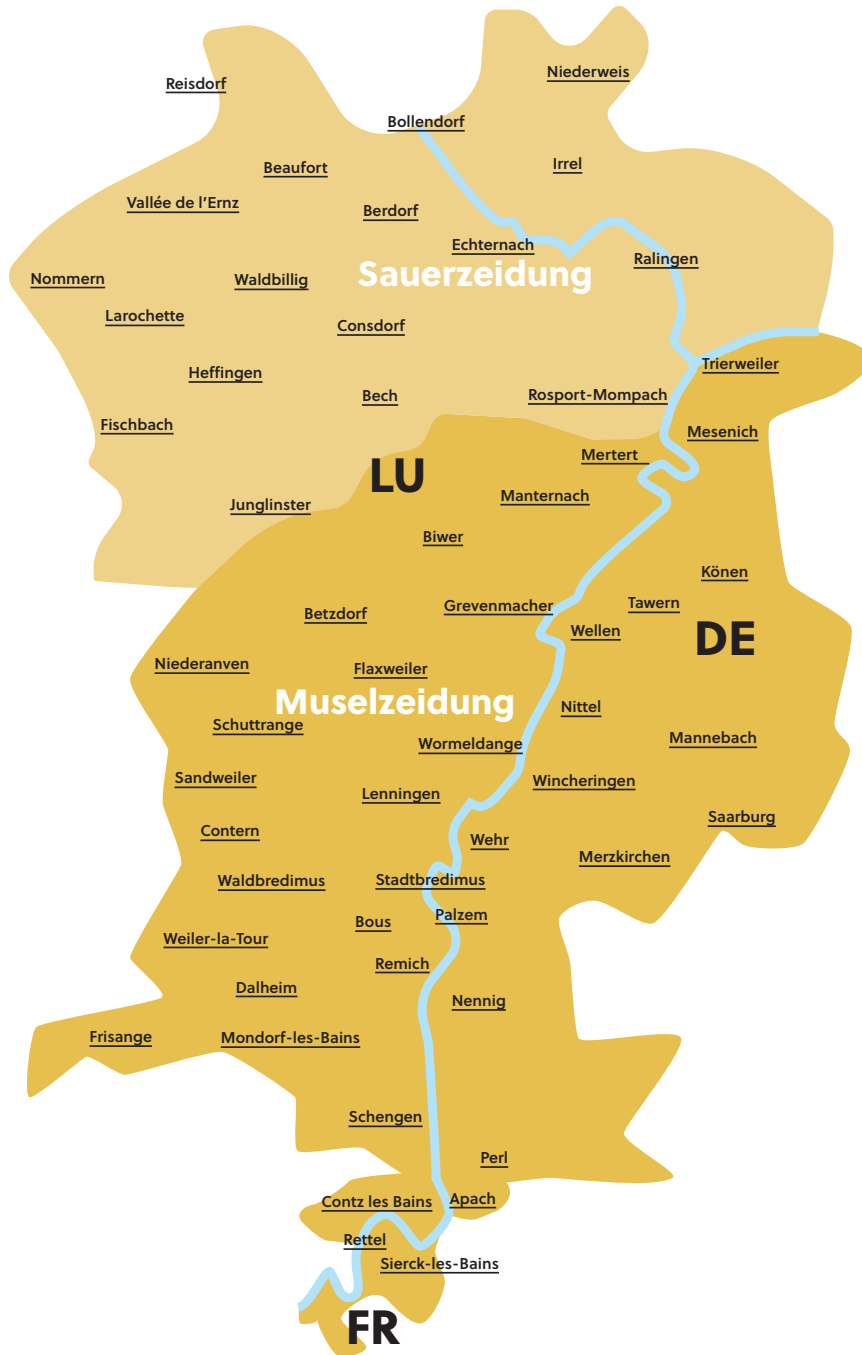 Niederweis
Reisdorf
Bollendorf
Irrel
Beaufort
Vallée de l'Ernz
Berdorf
Echternach
Ralingen
Sauerzeidung
Nommern
Waldbillig
Larochette
Consdorf
Trierweiler
Heffingen
Bech
Rosport-Mompach
Fischbach
Mesenich
Mertert
LU
Manternach
Junglinster
Biwer
Könen
Tawern
Grevenmacher
Betzdorf
Wellen
DE
Niederanven
Flaxweiler
Muselzeidung
Nittel
Schuttrange
Mannebach
Wormeldange
Sandweiler
Wincheringen
Lenningen
Saarburg
Contern
Wehr
Merzkirchen
Waldbredimus
Stadtbredimus
Palzem
Bous
Weiler-la-Tour
Remich
Dalheim
Nennig
Frisange
Mondorf-les-Bains
Schengen
Perl
Apach
Contz les Bains
Rettel
Sierck-les-Bains
FR